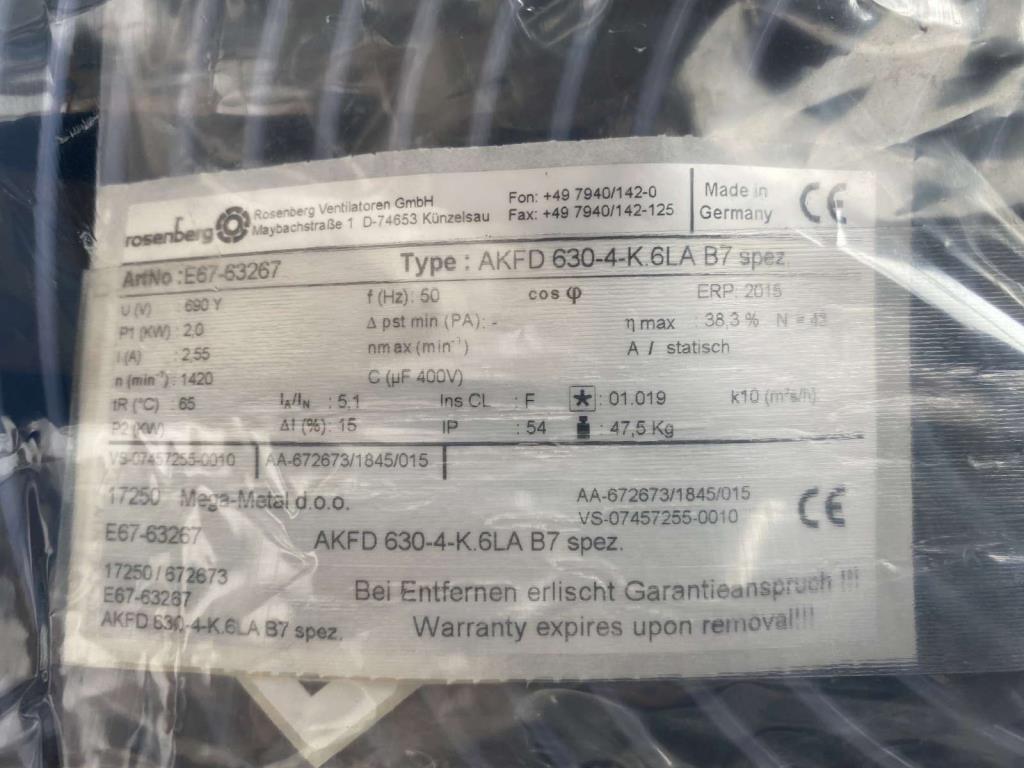 rosenberg
Rosenberg Ventilatoren GmbH
Maybachstraße 1 D-74653 Künzelsau
Fon: +49 7940/142-0
Fax: +49 7940/142-125
Made in
Germany
CE
ArtNo : E67-63267
Type : AKFD 630-4-K.6LA B7 spez.
U (V) : 690 Y
f (Hz) : 50
cos φ
ERP: 2015
P1 (KW) : 2,0
Δ pst min (PA): -
η max : 38,3 % N = 43
I (A) : 2,55
nmax (min⁻¹)
A / statisch
n (min⁻¹) : 1420
C (µF 400V)
tR (°C) : 65
IA/IN : 5.1
Ins CL : F
* : 01.019
k10 (m³s/h)
P2 (KW)
ΔI (%): 15
IP : 54
: 47,5 Kg
VS-07457255-0010
AA-672673/1845/015
17250 Mega-Metal d.o.o.
AA-672673/1845/015
VS-07457255-0010
CE
E67-63267
AKFD 630-4-K.6LA B7 spez.
17250/672673
E67-63267
AKFD 630-4-K.6LA B7 spez.
Bei Entfernen erlischt Garantieanspruch !!!
Warranty expires upon removal!!!